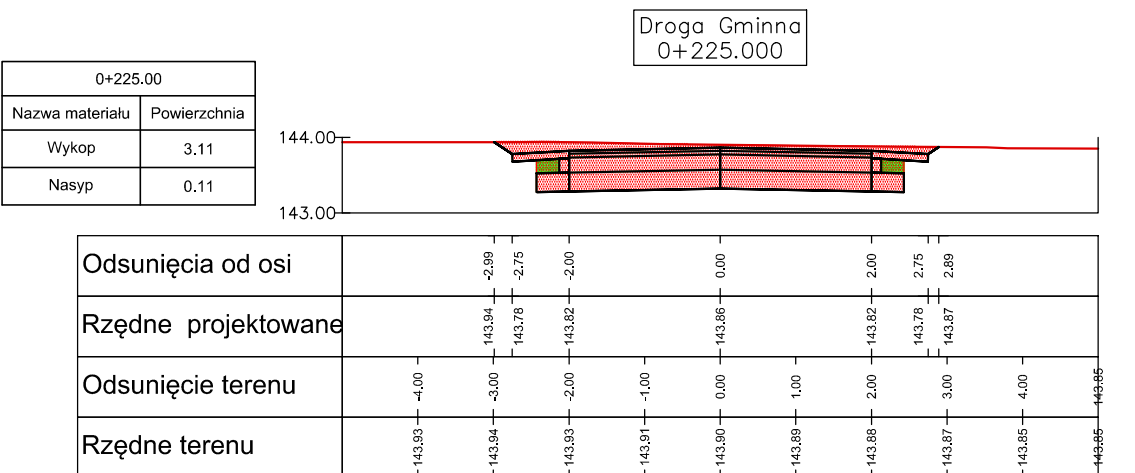 Droga Gminna
0+225.000
0+225.00
Nazwa materiału Powierzchnia
Wykop 3.11
Nasyp 0.11
144.00
143.00
Odsunięcia od osi -2.99 -2.75 -2.00 0.00 2.00 2.75 2.89
Rzędne projektowane 143.94 143.78 143.82 143.86 143.82 143.78 143.87
Odsunięcie terenu -4.00 -3.00 -2.00 -1.00 0.00 1.00 2.00 3.00 4.00 143.85
Rzędne terenu 143.93 143.94 143.93 143.91 143.90 143.89 143.88 143.87 143.85 143.85